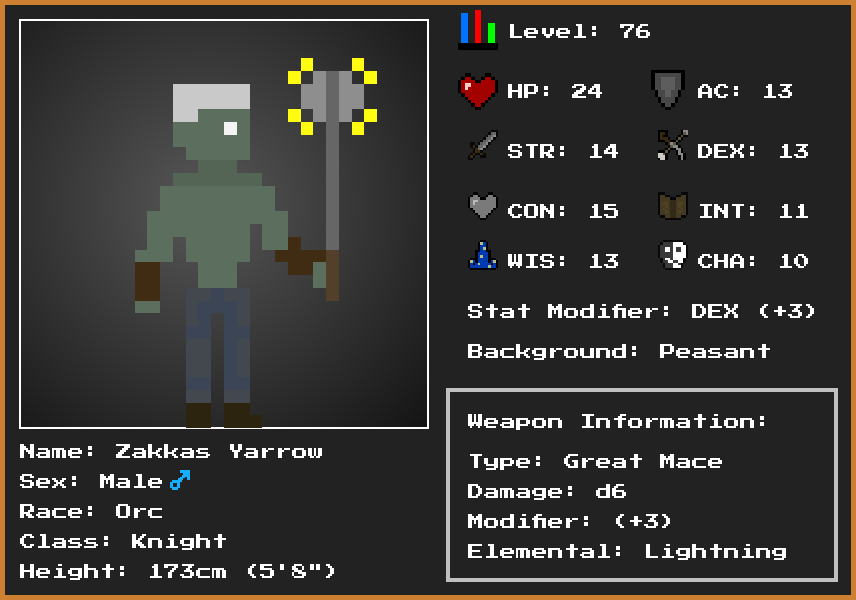 Level: 76
HP: 24
AC: 13
STR: 14
DEX: 13
CON: 15
INT: 11
WIS: 13
CHA: 10
Stat Modifier: DEX (+3)
Background: Peasant
Weapon Information:
Type: Great Mace
Damage: d6
Modifier: (+3)
Elemental: Lightning
Name: Zakkas Yarrow
Sex: Male♂
Race: Orc
Class: Knight
Height: 173cm (5'8")